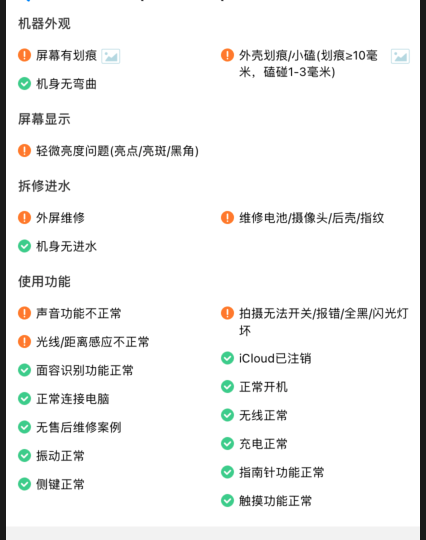 机器外观
屏幕有划痕
外壳划痕/小磕(划痕≥10毫
米，磕碰1-3毫米)
机身无弯曲
屏幕显示
轻微亮度问题(亮点/亮斑/黑角)
拆修进水
外屏维修
维修电池/摄像头/后壳/指纹
机身无进水
使用功能
声音功能不正常
拍摄无法开关/报错/全黑/闪光灯
坏
光线/距离感应不正常
iCloud已注销
面容识别功能正常
正常开机
正常连接电脑
无线正常
无售后维修案例
充电正常
振动正常
指南针功能正常
侧键正常
触摸功能正常